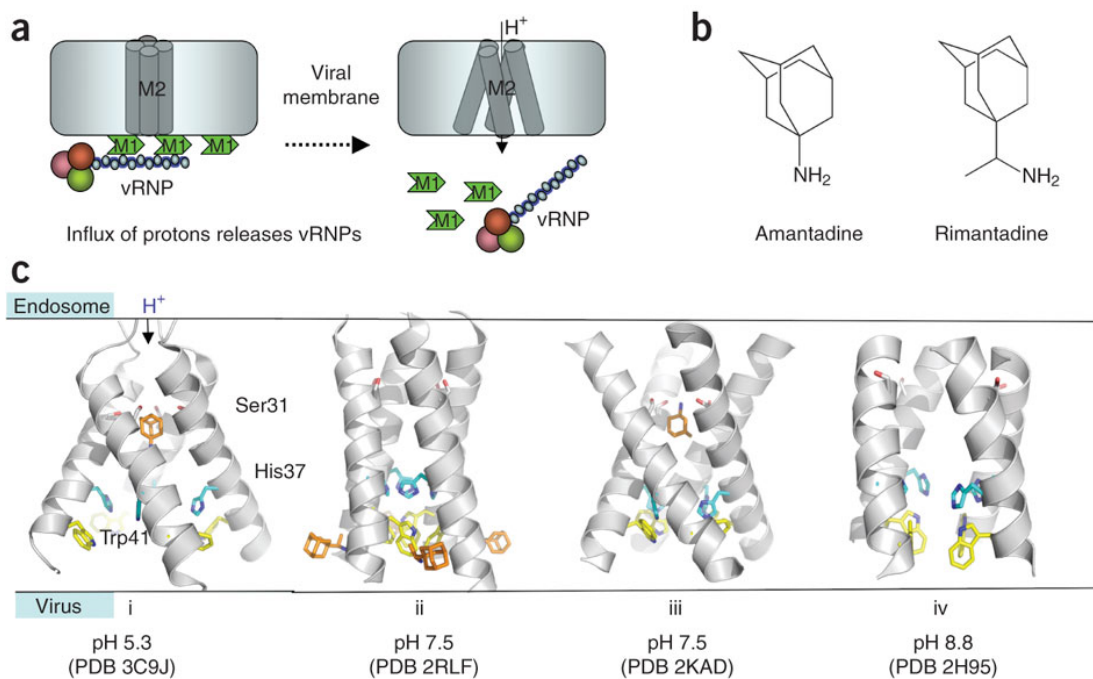 a
H+
M2
Viral
membrane
M2
M1 M1 M1
vRNP
M1
M1
M1
vRNP
Influx of protons releases vRNPs
b
NH2
NH2
Amantadine Rimantadine
c
Endosome H+
Ser31
His37
Trp41
Virus i ii iii iv
pH 5.3 pH 7.5 pH 7.5 pH 8.8
(PDB 3C9J) (PDB 2RLF) (PDB 2KAD) (PDB 2H95)